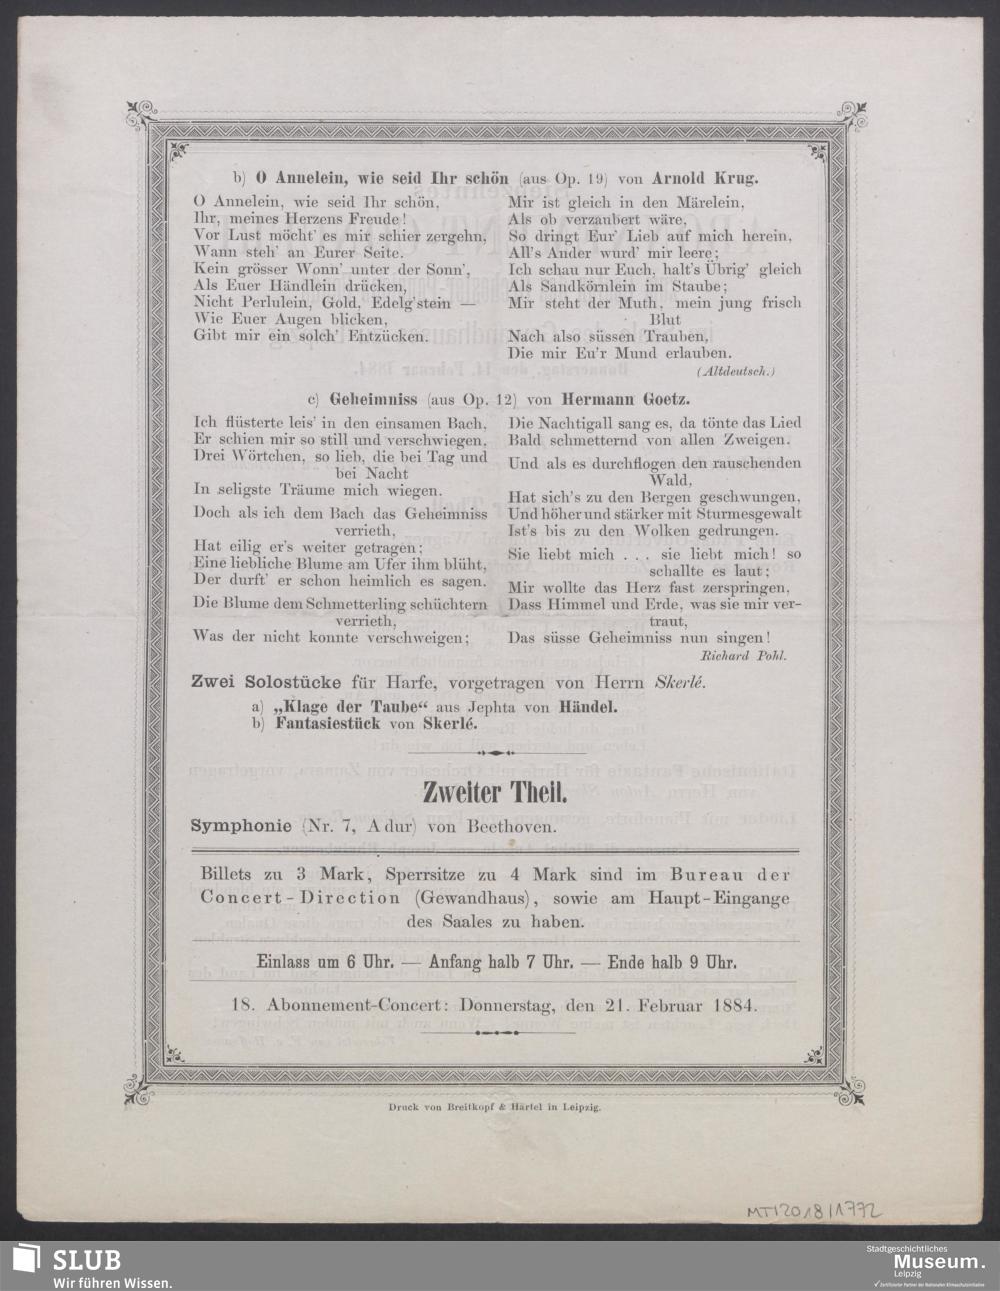 b) O Annelein, wie seid Ihr schön (aus Op. 19) von Arnold Krug.
O Annelein, wie seid Ihr schön,
Ihr, meines Herzens Freude!
Vor Lust möcht' es mir schier zergehn,
Wann steh' an Eurer Seite.
Kein grösser Wonn' unter der Sonn',
Als Euer Händlein drücken,
Nicht Perlulein, Gold, Edelg'stein —
Wie Euer Augen blicken,
Gibt mir ein solch' Entzücken.
Mir ist gleich in den Märelein,
Als ob verzaubert wäre,
So dringt Eur' Lieb auf mich herein,
All's Ander wurd' mir leere;
Ich schau nur Euch, halt's Übrig' gleich
Als Sandkörnlein im Staube;
Mir steht der Muth, mein jung frisch
Blut
Nach also süssen Trauben,
Die mir Eu'r Mund erlauben.
(Altdeutsch.)
c) Geheimniss (aus Op. 12) von Hermann Goetz.
Ich flüsterte leis' in den einsamen Bach,
Er schien mir so still und verschwiegen,
Drei Wörtchen, so lieb, die bei Tag und
bei Nacht
In seligste Träume mich wiegen.
Doch als ich dem Bach das Geheimniss
verrieth,
Hat eilig er's weiter getragen;
Eine liebliche Blume am Ufer ihm blüht,
Der durft' er schon heimlich es sagen.
Die Blume dem Schmetterling schüchtern
verrieth,
Was der nicht konnte verschweigen;
Die Nachtigall sang es, da tönte das Lied
Bald schmetternd von allen Zweigen.
Und als es durchflogen den rauschenden
Wald,
Hat sich's zu den Bergen geschwungen,
Und höher und stärker mit Sturmesgewalt
Ist's bis zu den Wolken gedrungen.
Sie liebt mich . . . sie liebt mich! so
schallte es laut;
Mir wollte das Herz fast zerspringen,
Dass Himmel und Erde, was sie mir ver-
traut,
Das süsse Geheimniss nun singen!
Richard Pohl.
Zwei Solostücke für Harfe, vorgetragen von Herrn Skerlé.
a) „Klage der Taube“ aus Jephta von Händel.
b) Fantasiestück von Skerlé.
Zweiter Theil.
Symphonie (Nr. 7, A dur) von Beethoven.
Billets zu 3 Mark, Sperrsitze zu 4 Mark sind im Bureau der
Concert-Direction (Gewandhaus), sowie am Haupt-Eingange
des Saales zu haben.
Einlass um 6 Uhr. — Anfang halb 7 Uhr. — Ende halb 9 Uhr.
18. Abonnement-Concert: Donnerstag, den 21. Februar 1884.
Druck von Breitkopf & Härtel in Leipzig.
MT12018/1772
SLUB
Wir führen Wissen.
Stadtgeschichtliches
Museum.
Leipzig
Zertifizierter Partner der Nationalen Klimaschutzinitiative